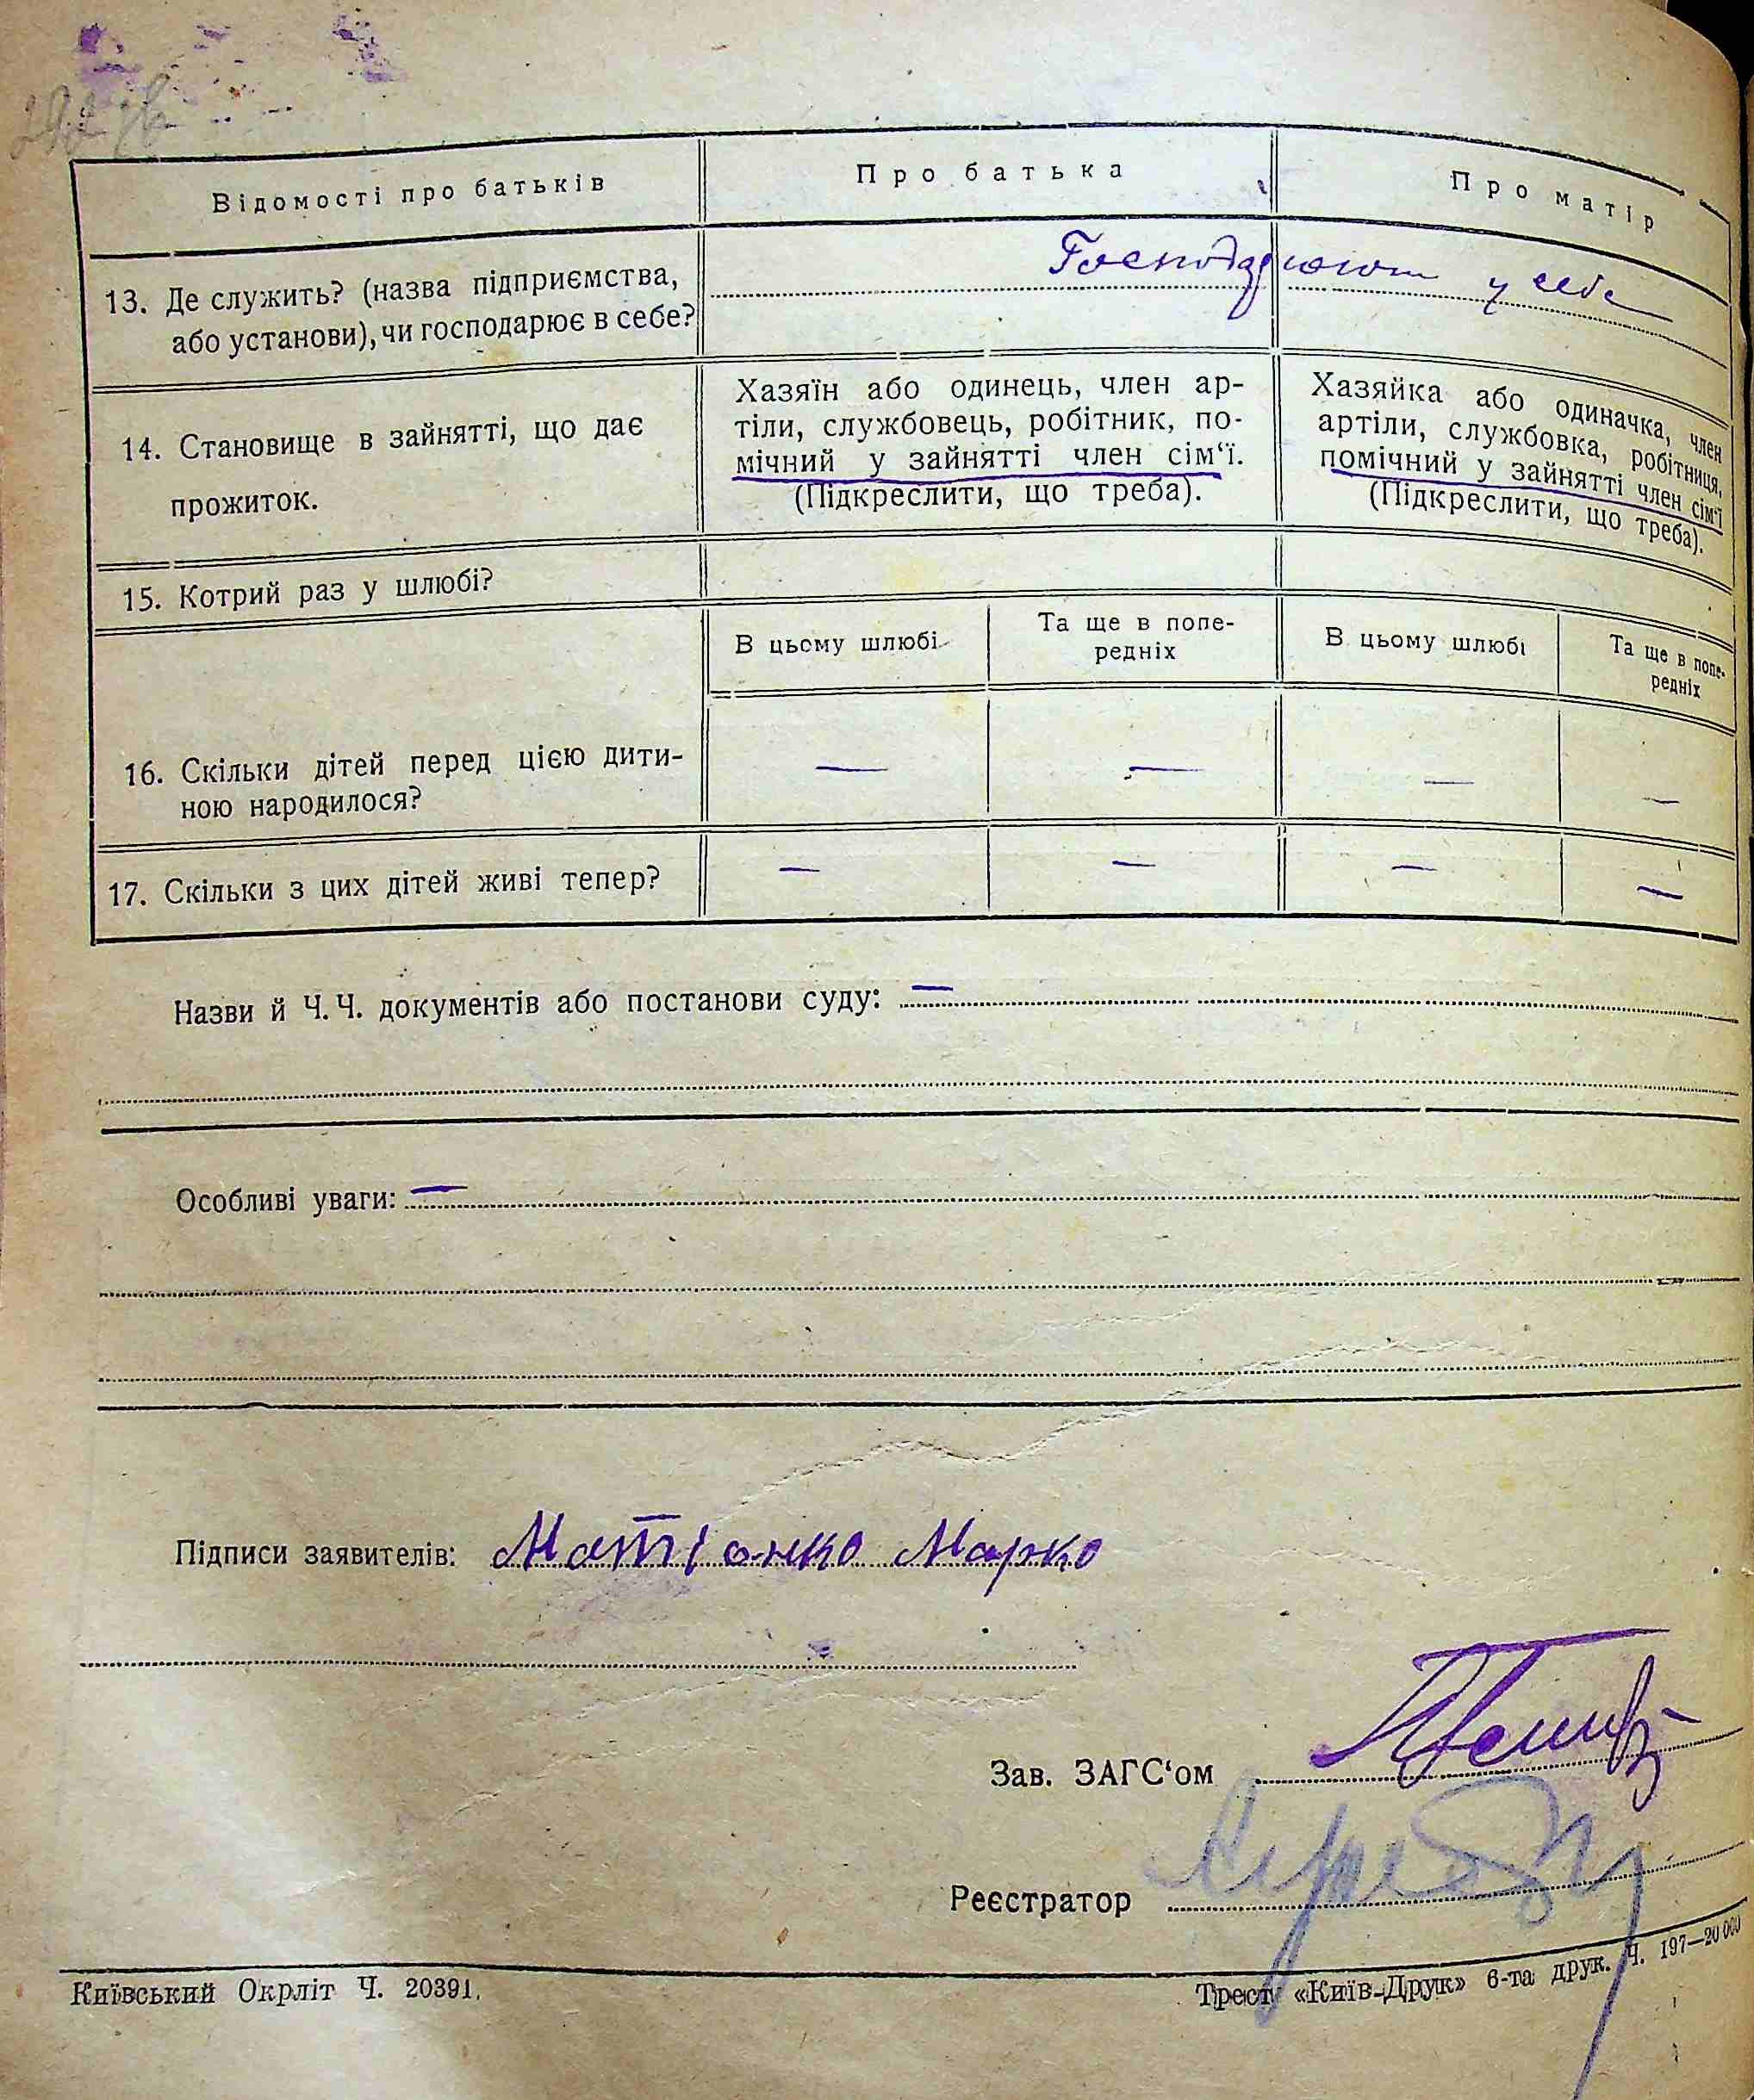 Відомості про батьків
Про батька
Про матір
13. Де служить? (назва підприємства,
або установи), чи господарює в себе?
Господарюють у себе
14. Становище в зайнятті, що дає
прожиток.
Хазяїн або одинець, член ар-
тіли, службовець, робітник, по-
мічний у зайнятті член сім‘ї.
(Підкреслити, що треба).
Хазяйка або одиначка, член
артіли, службовка, робітниця,
помічний у зайнятті член сім‘ї
(Підкреслити, що треба).
15. Котрий раз у шлюбі?
В цьому шлюбі
Та ще в попе-
редніх
В цьому шлюбі
Та ще в попе-
редніх
16. Скільки дітей перед цією дити-
ною народилося?
— — — —
17. Скільки з цих дітей живі тепер?
— — — —
Назви й Ч. Ч. документів або постанови суду: —
Особливі уваги: —
Підписи заявителів: Матіонко Марко
Зав. ЗАГС‘ом
Реєстратор
Київський Окрліт Ч. 20391.
Трест «Київ-Друк» 6-та друк. Ч. 197—20 000